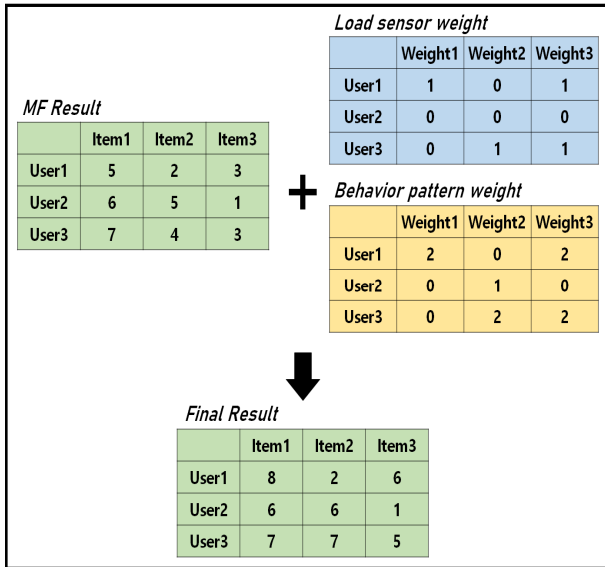 Load sensor weight
Weight1 Weight2 Weight3
User1 1 0 1
User2 0 0 0
User3 0 1 1
MF Result
Item1 Item2 Item3
User1 5 2 3
User2 6 5 1
User3 7 4 3
+
Behavior pattern weight
Weight1 Weight2 Weight3
User1 2 0 2
User2 0 1 0
User3 0 2 2
Final Result
Item1 Item2 Item3
User1 8 2 6
User2 6 6 1
User3 7 7 5